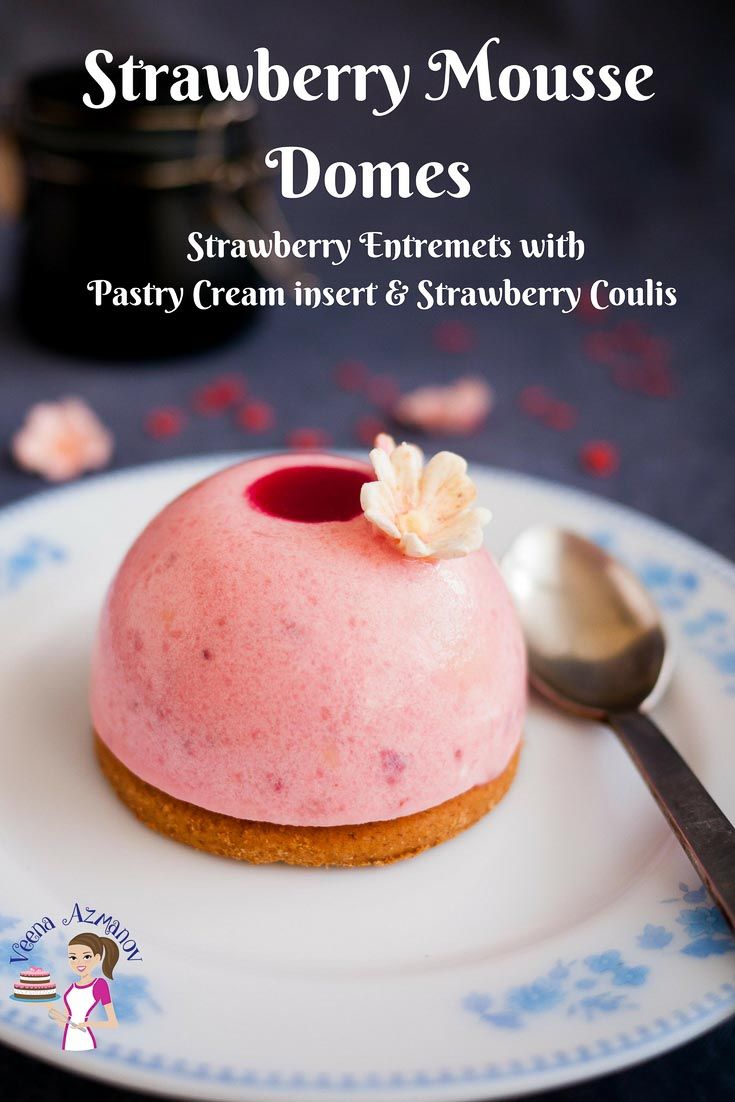 Strawberry Mousse
Domes
Strawberry Entremets with
Pastry Cream insert & Strawberry Coulis
Veena Azmanov